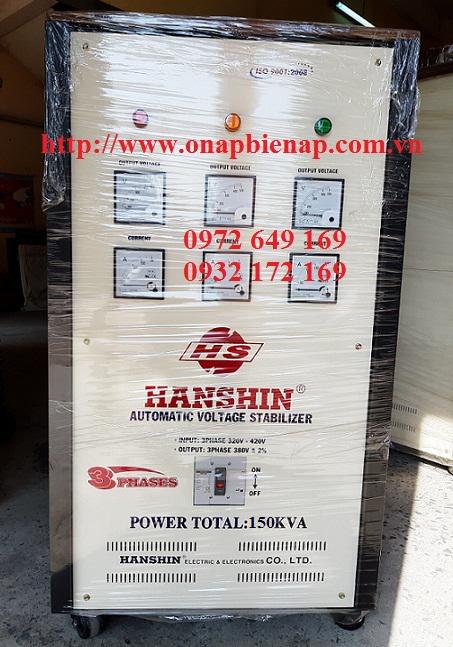 ISO 9001:2008
http://www.onapbienap.com.vn
OUTPUT VOLTAGE OUTPUT VOLTAGE OUTPUT VOLTAGE
V V V
0972 649 169
CURRENT CURRENT CURRENT
0932 172 169
A A A
HS
HANSHIN®
AUTOMATIC VOLTAGE STABILIZER
· INPUT: 3PHASE 320V - 420V
· OUTPUT: 3PHASE 380V ± 2%
3 PHASES
ON
OFF
POWER TOTAL:150KVA
HANSHIN® ELECTRIC & ELECTRONICS CO., LTD.